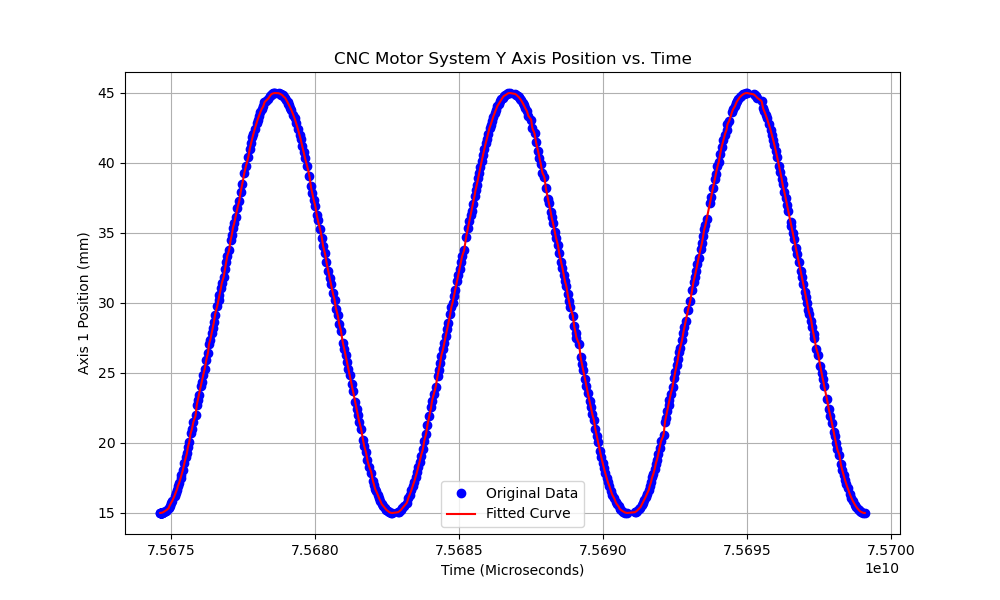 CNC Motor System Y Axis Position vs. Time
Axis 1 Position (mm)
45
40
35
30
25
20
15
Original Data
Fitted Curve
7.5675 7.5680 7.5685 7.5690 7.5695 7.5700
1e10
Time (Microseconds)